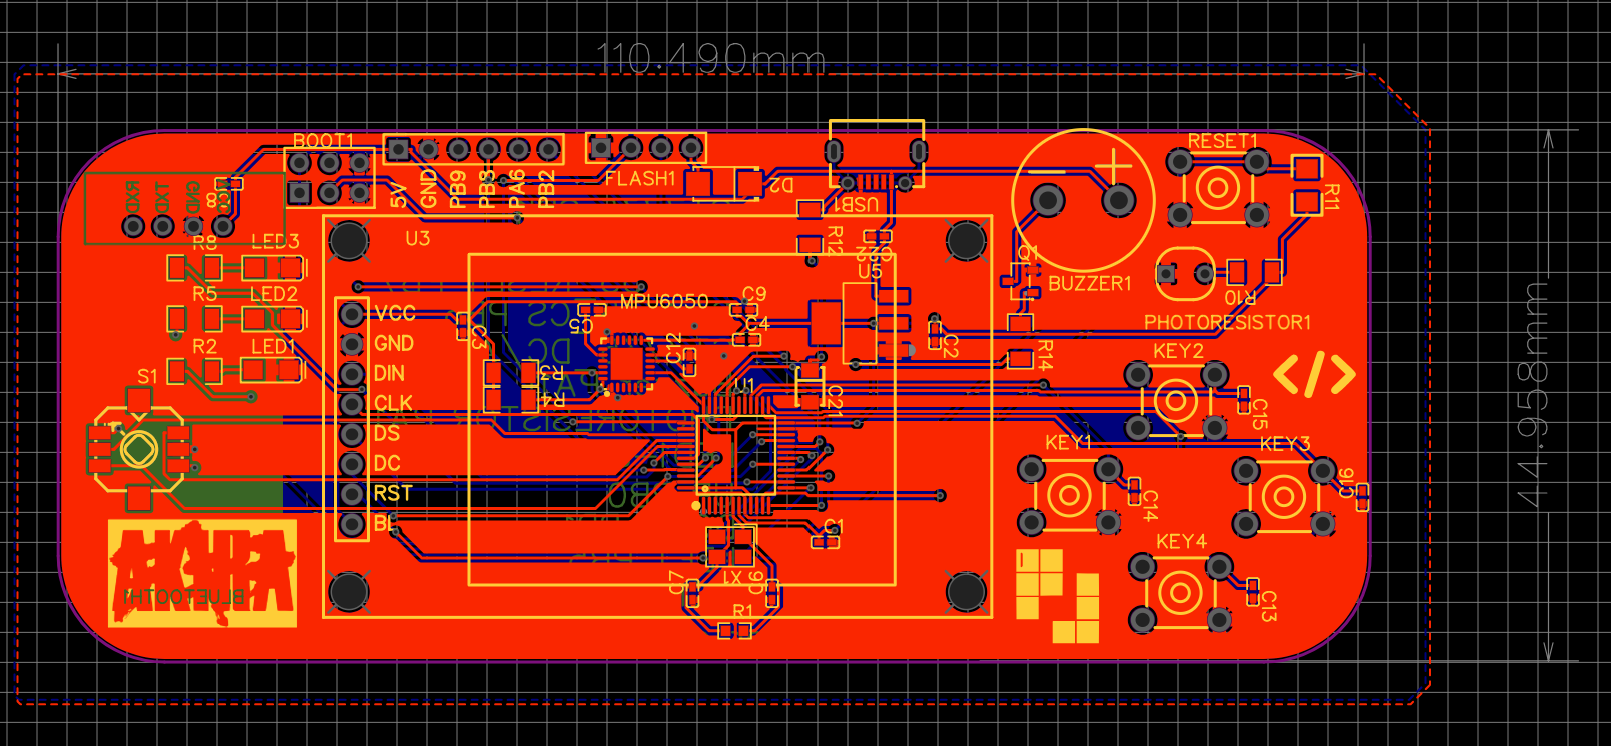 110.490mm
BOOT1
RESET1
FLASH1
D2
5V
GND
PB9
PB8
PA6
PB2
RXD
TXD
GND
USB1
R11
U3
R8
LED3
R12
C22
U5
Q1
BUZZER1
R10
R5
LED2
MPU6050
C9
PHOTORESISTOR1
VCC
C3
C5
C4
C2
R14
R2
LED1
GND
C12
KEY2
44.958mm
S1
DIN
R3
R4
U1
C21
C15
CLK
DS
KEY1
KEY3
DC
C16
RST
C14
BL
C1
KEY4
X1
C7
C6
C13
BLUETOOTH1
R1